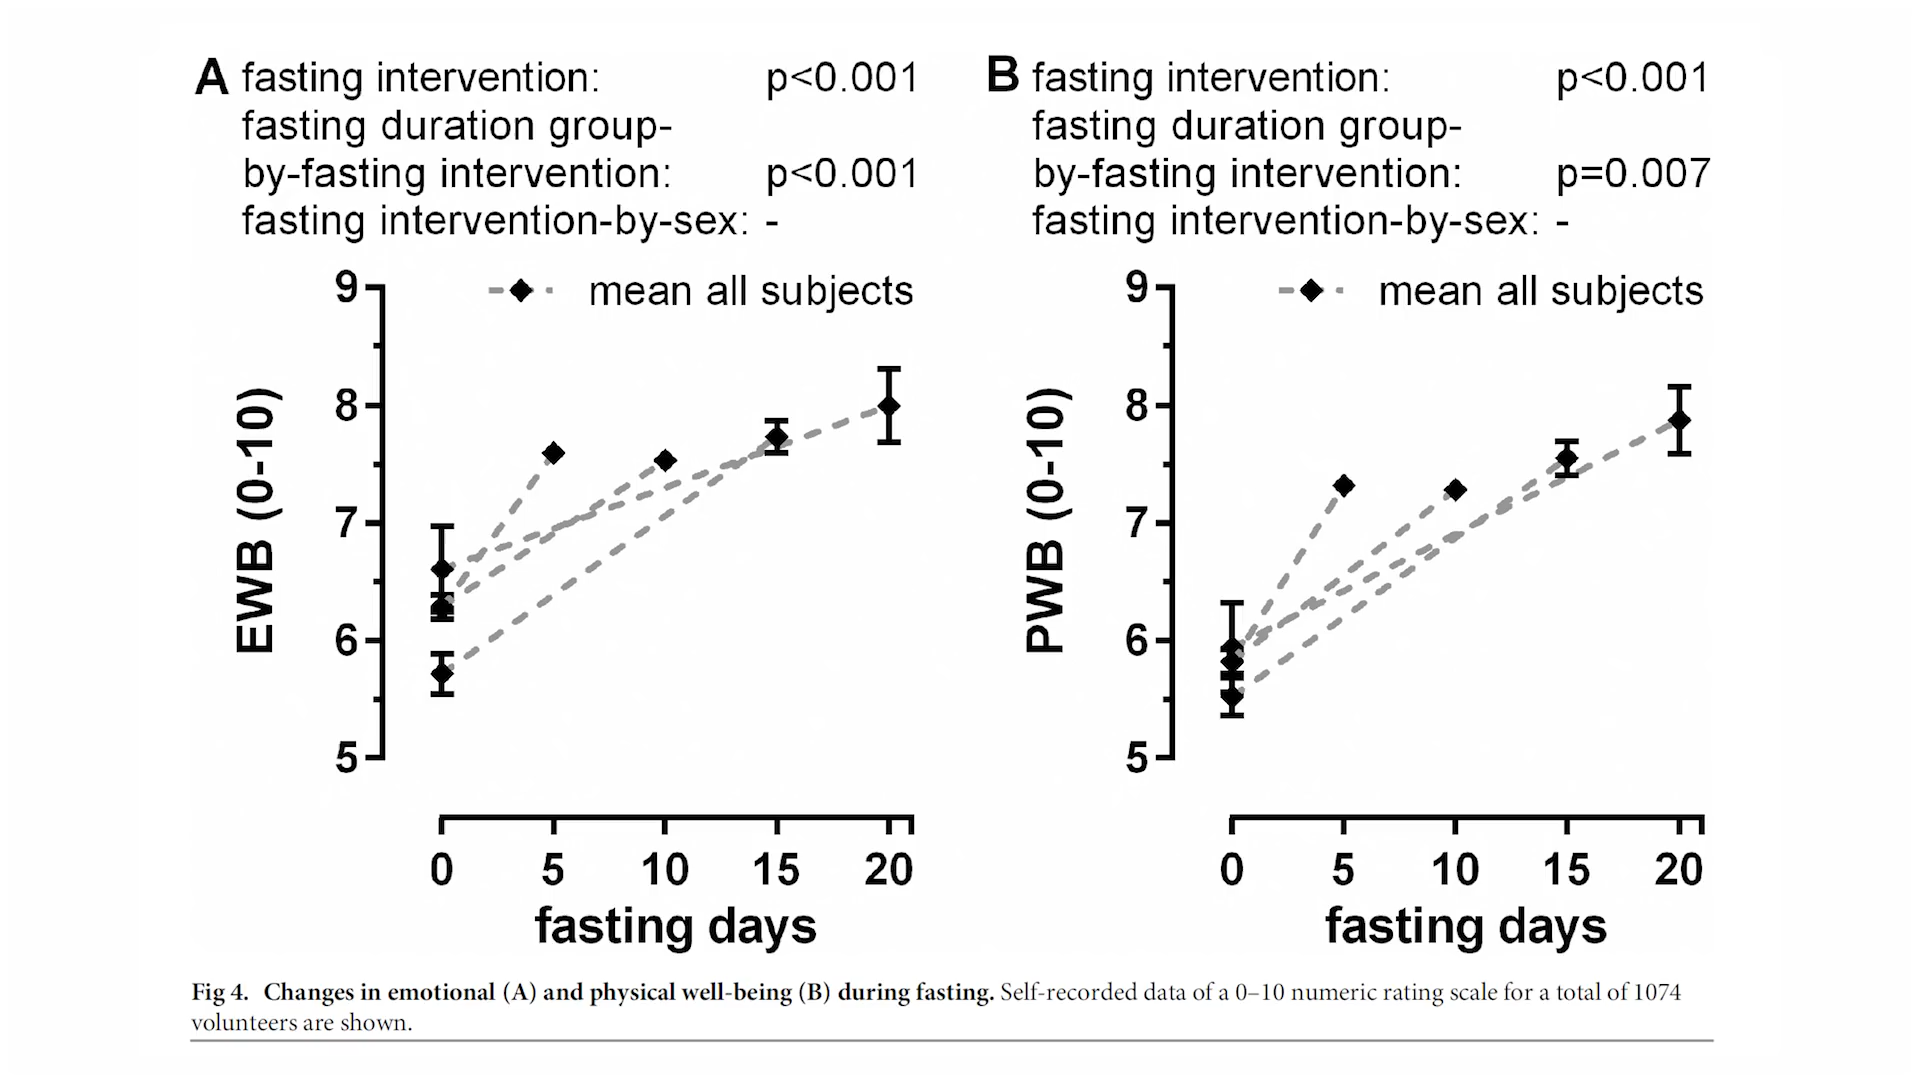 A fasting intervention: p<0.001
fasting duration group-
by-fasting intervention: p<0.001
fasting intervention-by-sex: -
mean all subjects
9
8
7
6
5
EWB (0-10)
0 5 10 15 20
fasting days
B fasting intervention: p<0.001
fasting duration group-
by-fasting intervention: p=0.007
fasting intervention-by-sex: -
mean all subjects
9
8
7
6
5
PWB (0-10)
0 5 10 15 20
fasting days
Fig 4. Changes in emotional (A) and physical well-being (B) during fasting. Self-recorded data of a 0–10 numeric rating scale for a total of 1074
volunteers are shown.